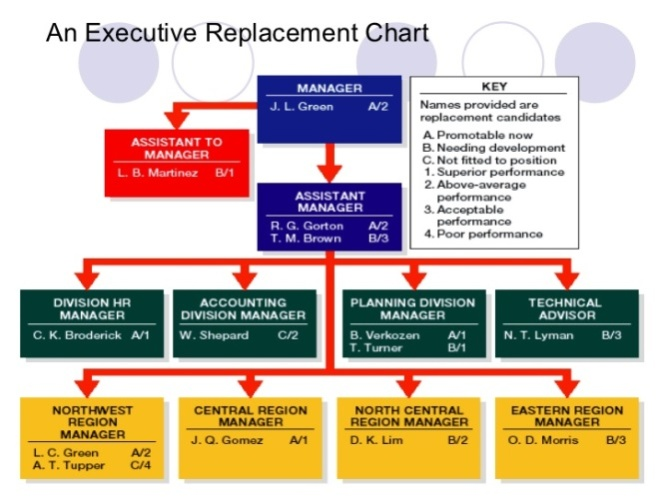 An Executive Replacement Chart
MANAGER
J. L. Green A/2
KEY
Names provided are
replacement candidates
A. Promotable now
B. Needing development
C. Not fitted to position
1. Superior performance
2. Above-average
performance
3. Acceptable
performance
4. Poor performance
ASSISTANT TO
MANAGER
L. B. Martinez B/1
ASSISTANT
MANAGER
R. G. Gorton A/2
T. M. Brown B/3
DIVISION HR
MANAGER
C. K. Broderick A/1
ACCOUNTING
DIVISION MANAGER
W. Shepard C/2
PLANNING DIVISION
MANAGER
B. Verkozen A/1
T. Turner B/1
TECHNICAL
ADVISOR
N. T. Lyman B/3
NORTHWEST
REGION
MANAGER
L. C. Green A/2
A. T. Tupper C/4
CENTRAL REGION
MANAGER
J. Q. Gomez A/1
NORTH CENTRAL
REGION MANAGER
D. K. Lim B/2
EASTERN REGION
MANAGER
O. D. Morris B/3